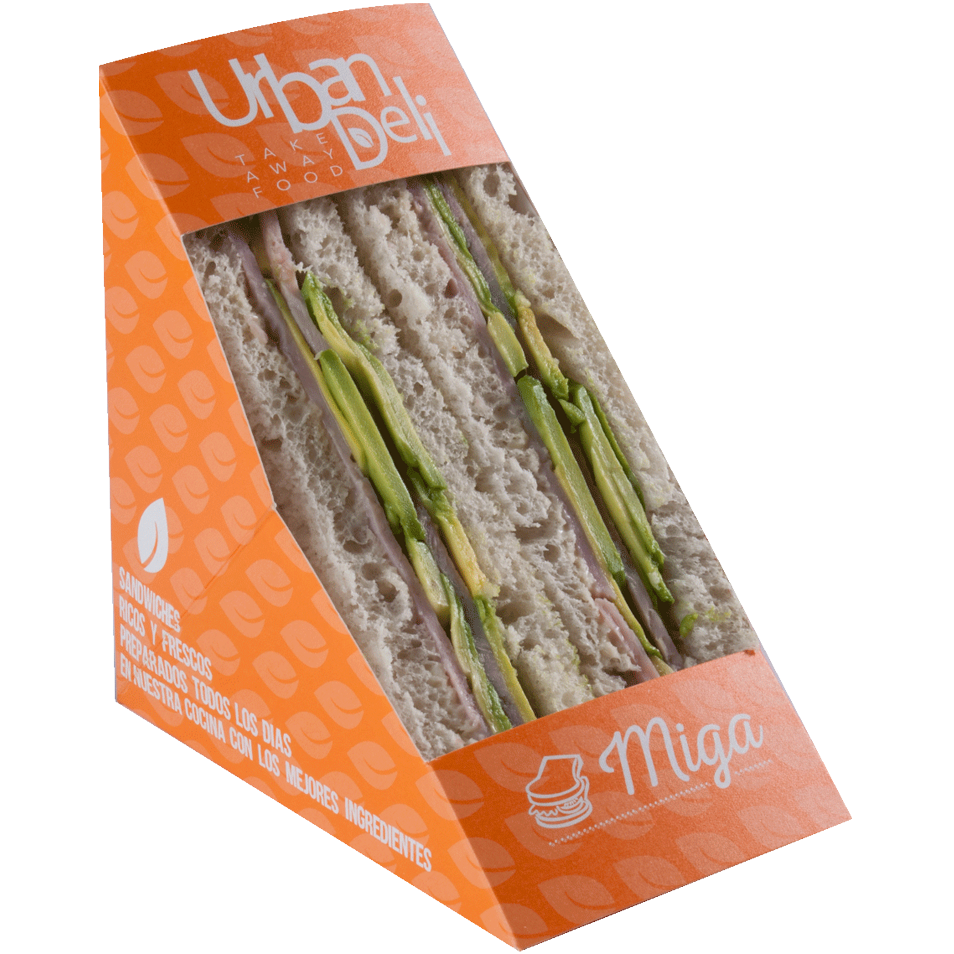 Urban
Deli
TAKE
AWAY
FOOD
SANDWICHES
RICOS Y FRESCOS
PREPARADOS TODOS LOS DÍAS
EN NUESTRA COCINA CON LOS MEJORES INGREDIENTES
Miga